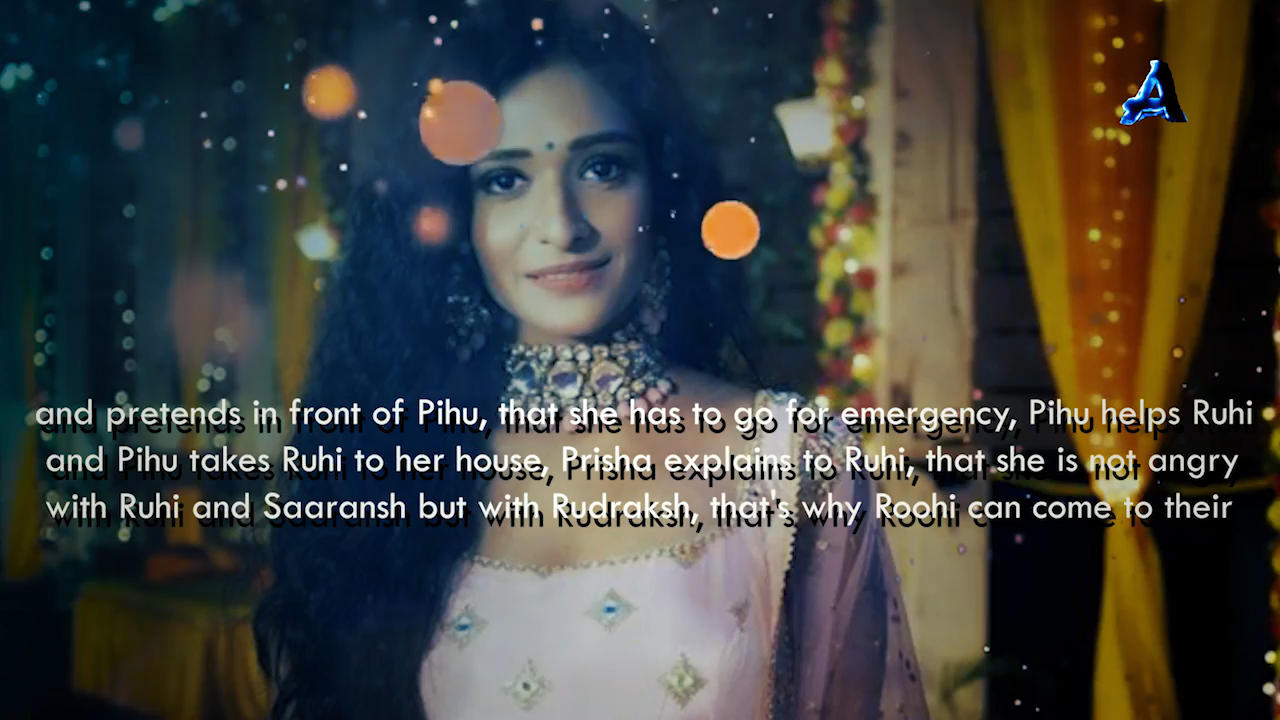 A
and pretends in front of Pihu, that she has to go for emergency, Pihu helps Ruhi
and Pihu takes Ruhi to her house, Prisha explains to Ruhi, that she is not angry
with Ruhi and Saaransh but with Rudraksh, that's why Roohi can come to their